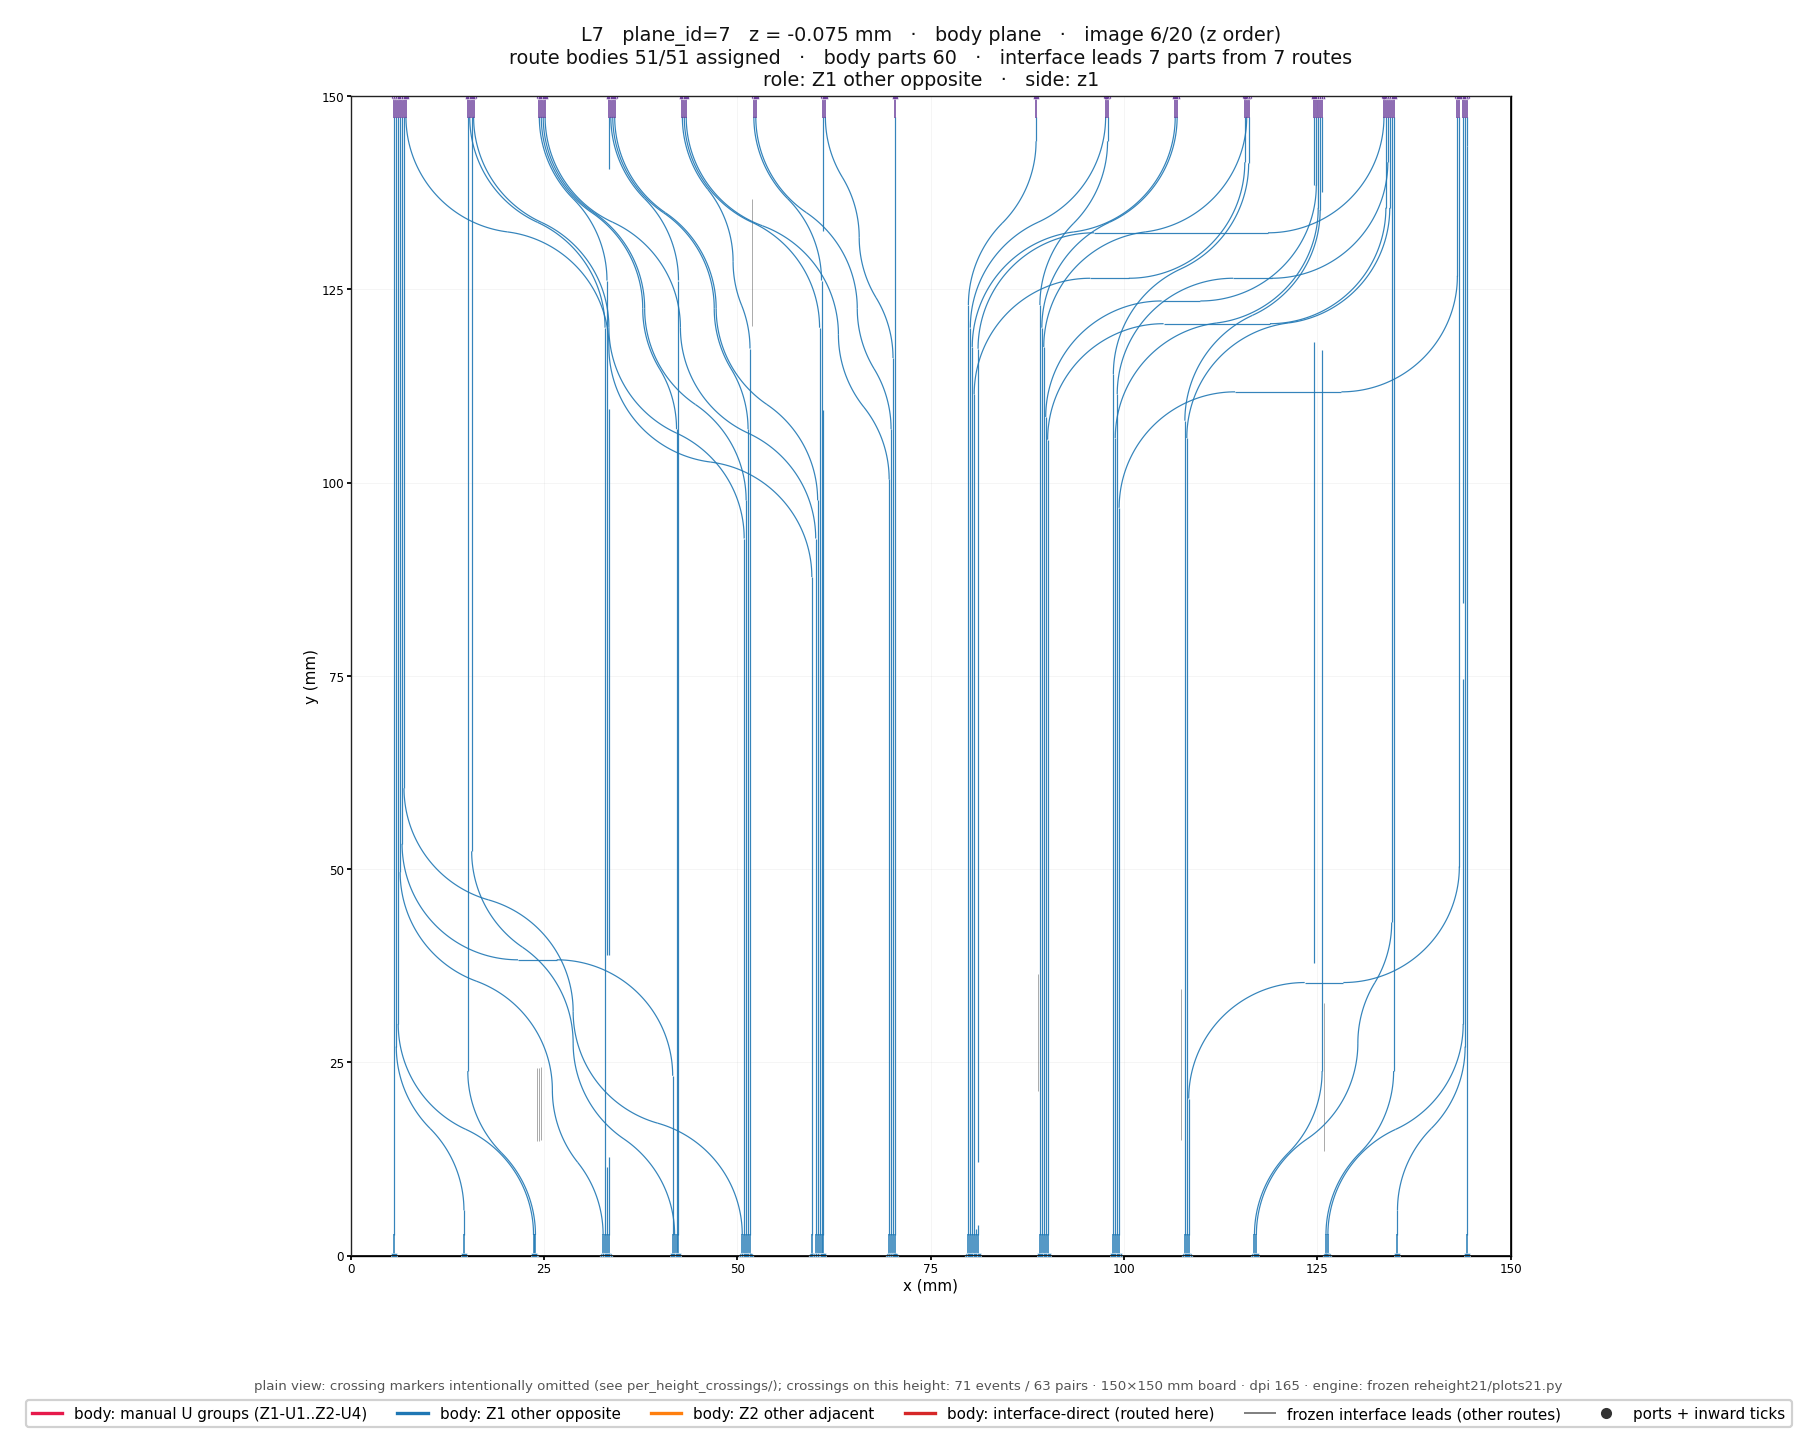 L7   plane_id=7   z = -0.075 mm   ·   body plane   ·   image 6/20 (z order)
route bodies 51/51 assigned   ·   body parts 60   ·   interface leads 7 parts from 7 routes
role: Z1 other opposite   ·   side: z1
150
125
100
75
50
25
0
y (mm)
0 25 50 75 100 125 150
x (mm)
plain view: crossing markers intentionally omitted (see per_height_crossings/); crossings on this height: 71 events / 63 pairs · 150×150 mm board · dpi 165 · engine: frozen reheight21/plots21.py
body: manual U groups (Z1-U1..Z2-U4) body: Z1 other opposite body: Z2 other adjacent body: interface-direct (routed here) frozen interface leads (other routes) ports + inward ticks